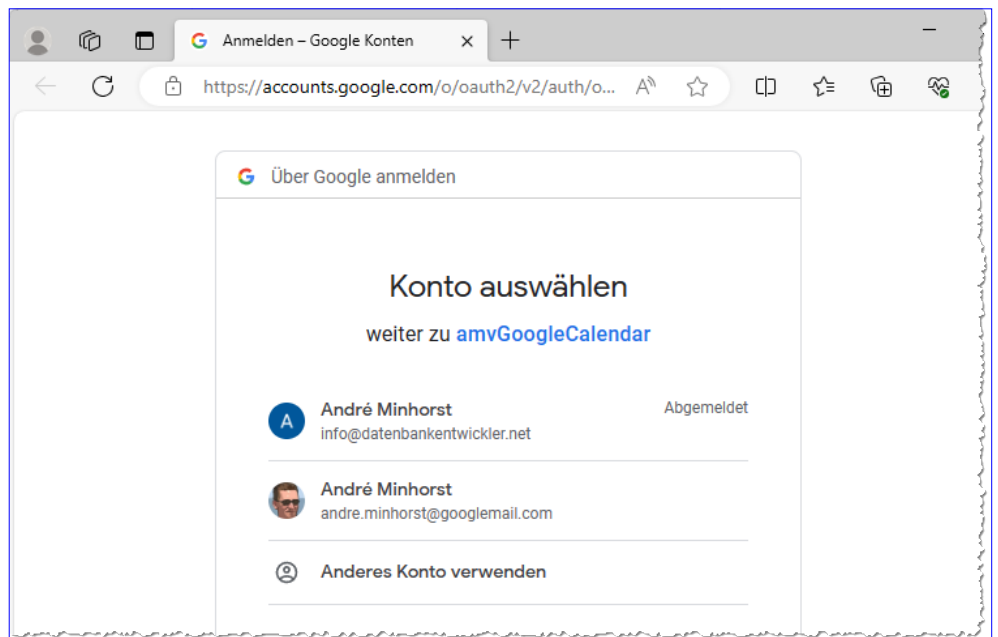 Anmelden – Google Konten
https://accounts.google.com/o/oauth2/v2/auth/o...
Über Google anmelden
Konto auswählen
weiter zu amvGoogleCalendar
A
André Minhorst
Abgemeldet
info@datenbankentwickler.net
André Minhorst
andre.minhorst@googlemail.com
Anderes Konto verwenden